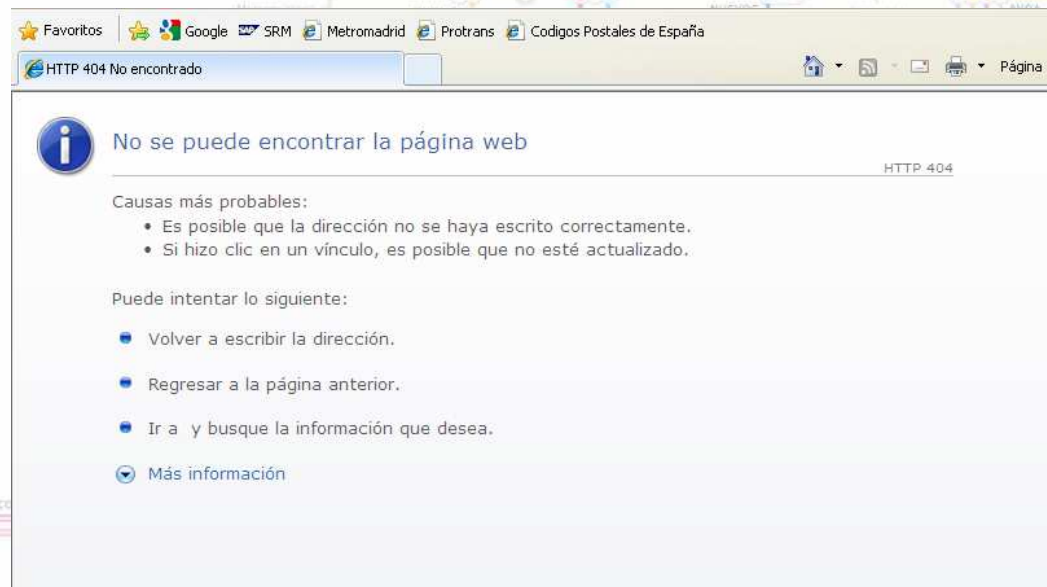 Favoritos Google SRM Metromadrid Protrans Codigos Postales de España
HTTP 404 No encontrado Página
No se puede encontrar la página web
HTTP 404
Causas más probables:
• Es posible que la dirección no se haya escrito correctamente.
• Si hizo clic en un vínculo, es posible que no esté actualizado.
Puede intentar lo siguiente:
Volver a escribir la dirección.
Regresar a la página anterior.
Ir a y busque la información que desea.
Más información